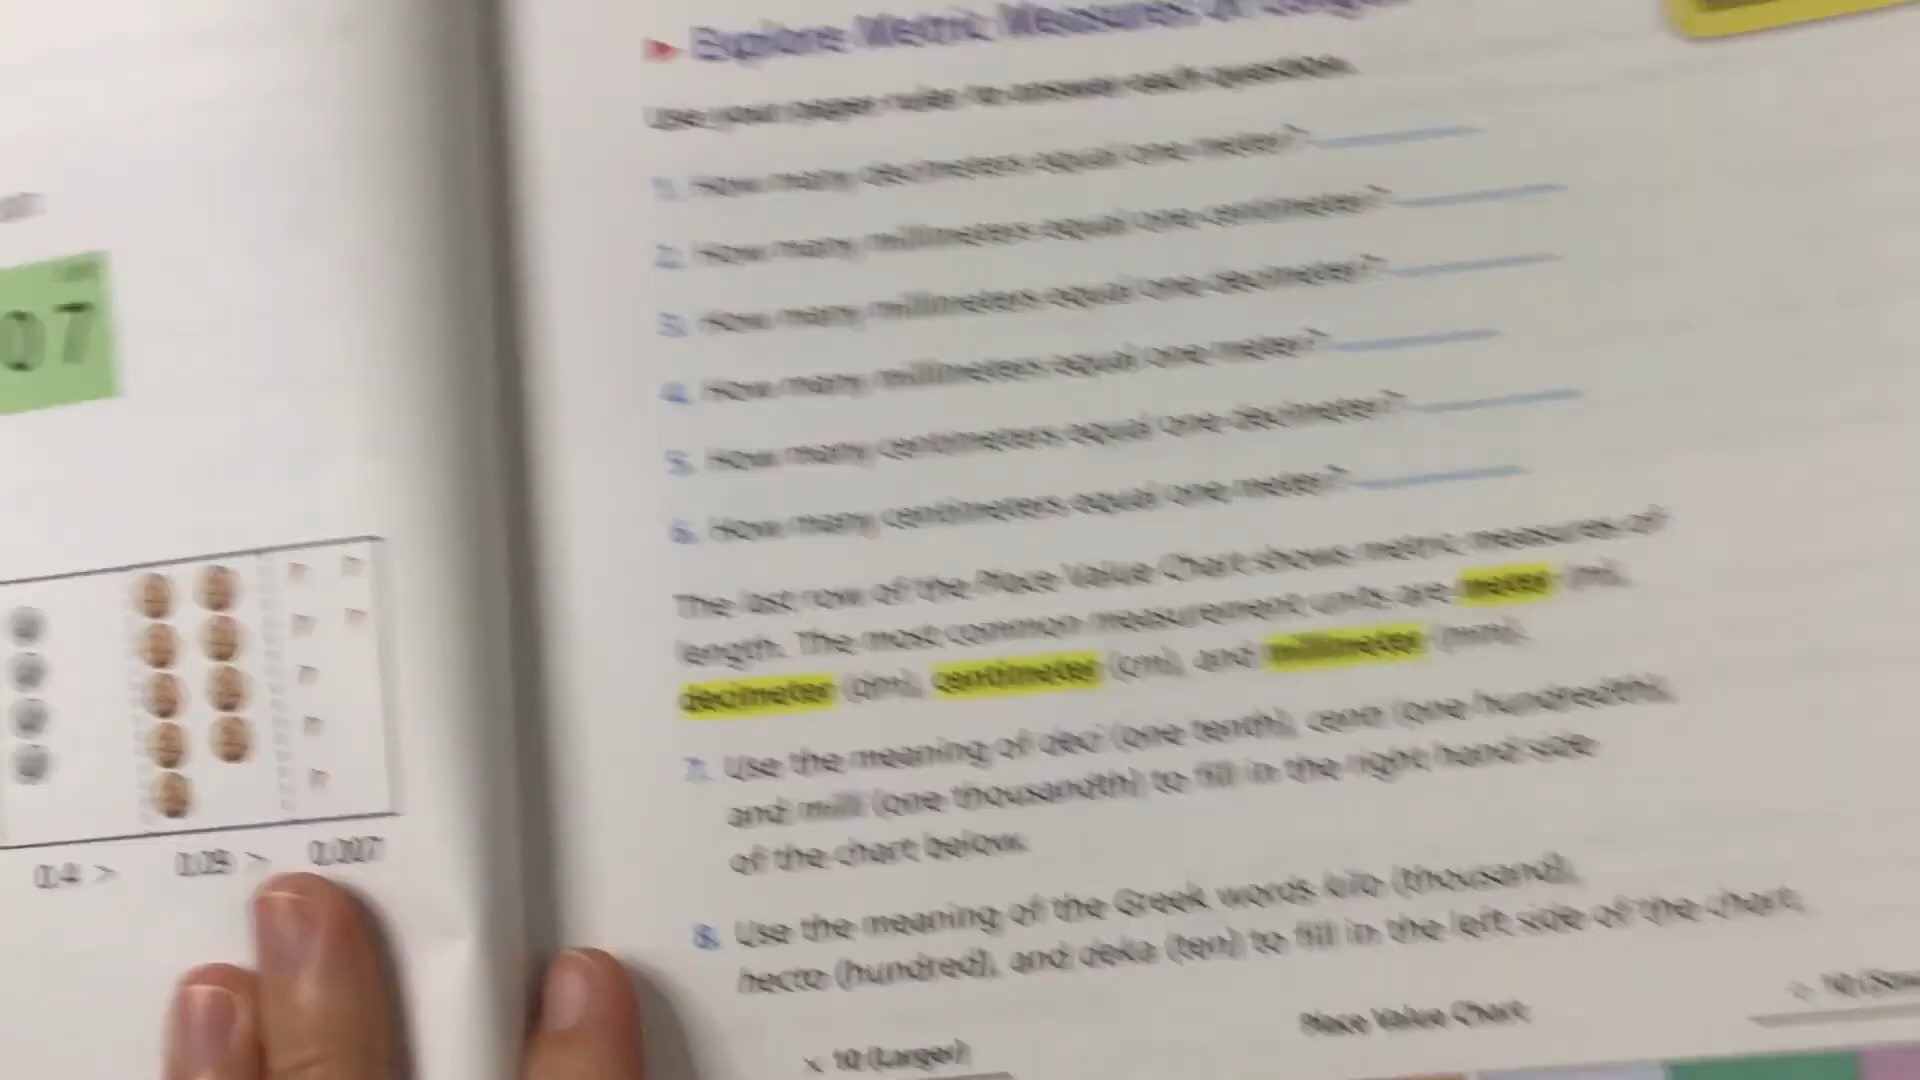 07
0.4 > 0.09 > 0.007
Explore Metric Measures of Length
Use your paper ruler to answer each question.
1. How many decimeters equal one meter?
2. How many millimeters equal one centimeter?
3. How many millimeters equal one decimeter?
4. How many millimeters equal one meter?
5. How many centimeters equal one decimeter?
6. How many centimeters equal one meter?
The last row of the Place Value Chart shows metric measures of
length. The most common measurement units are meter (m),
decimeter (dm), centimeter (cm), and millimeter (mm).
7. Use the meaning of deci (one tenth), centi (one hundredth),
and milli (one thousandth) to fill in the right hand side
of the chart below.
8. Use the meaning of the Greek words kilo (thousand),
hecto (hundred), and deka (ten) to fill in the left side of the chart.
Place Value Chart
x 10 (Larger)
÷ 10